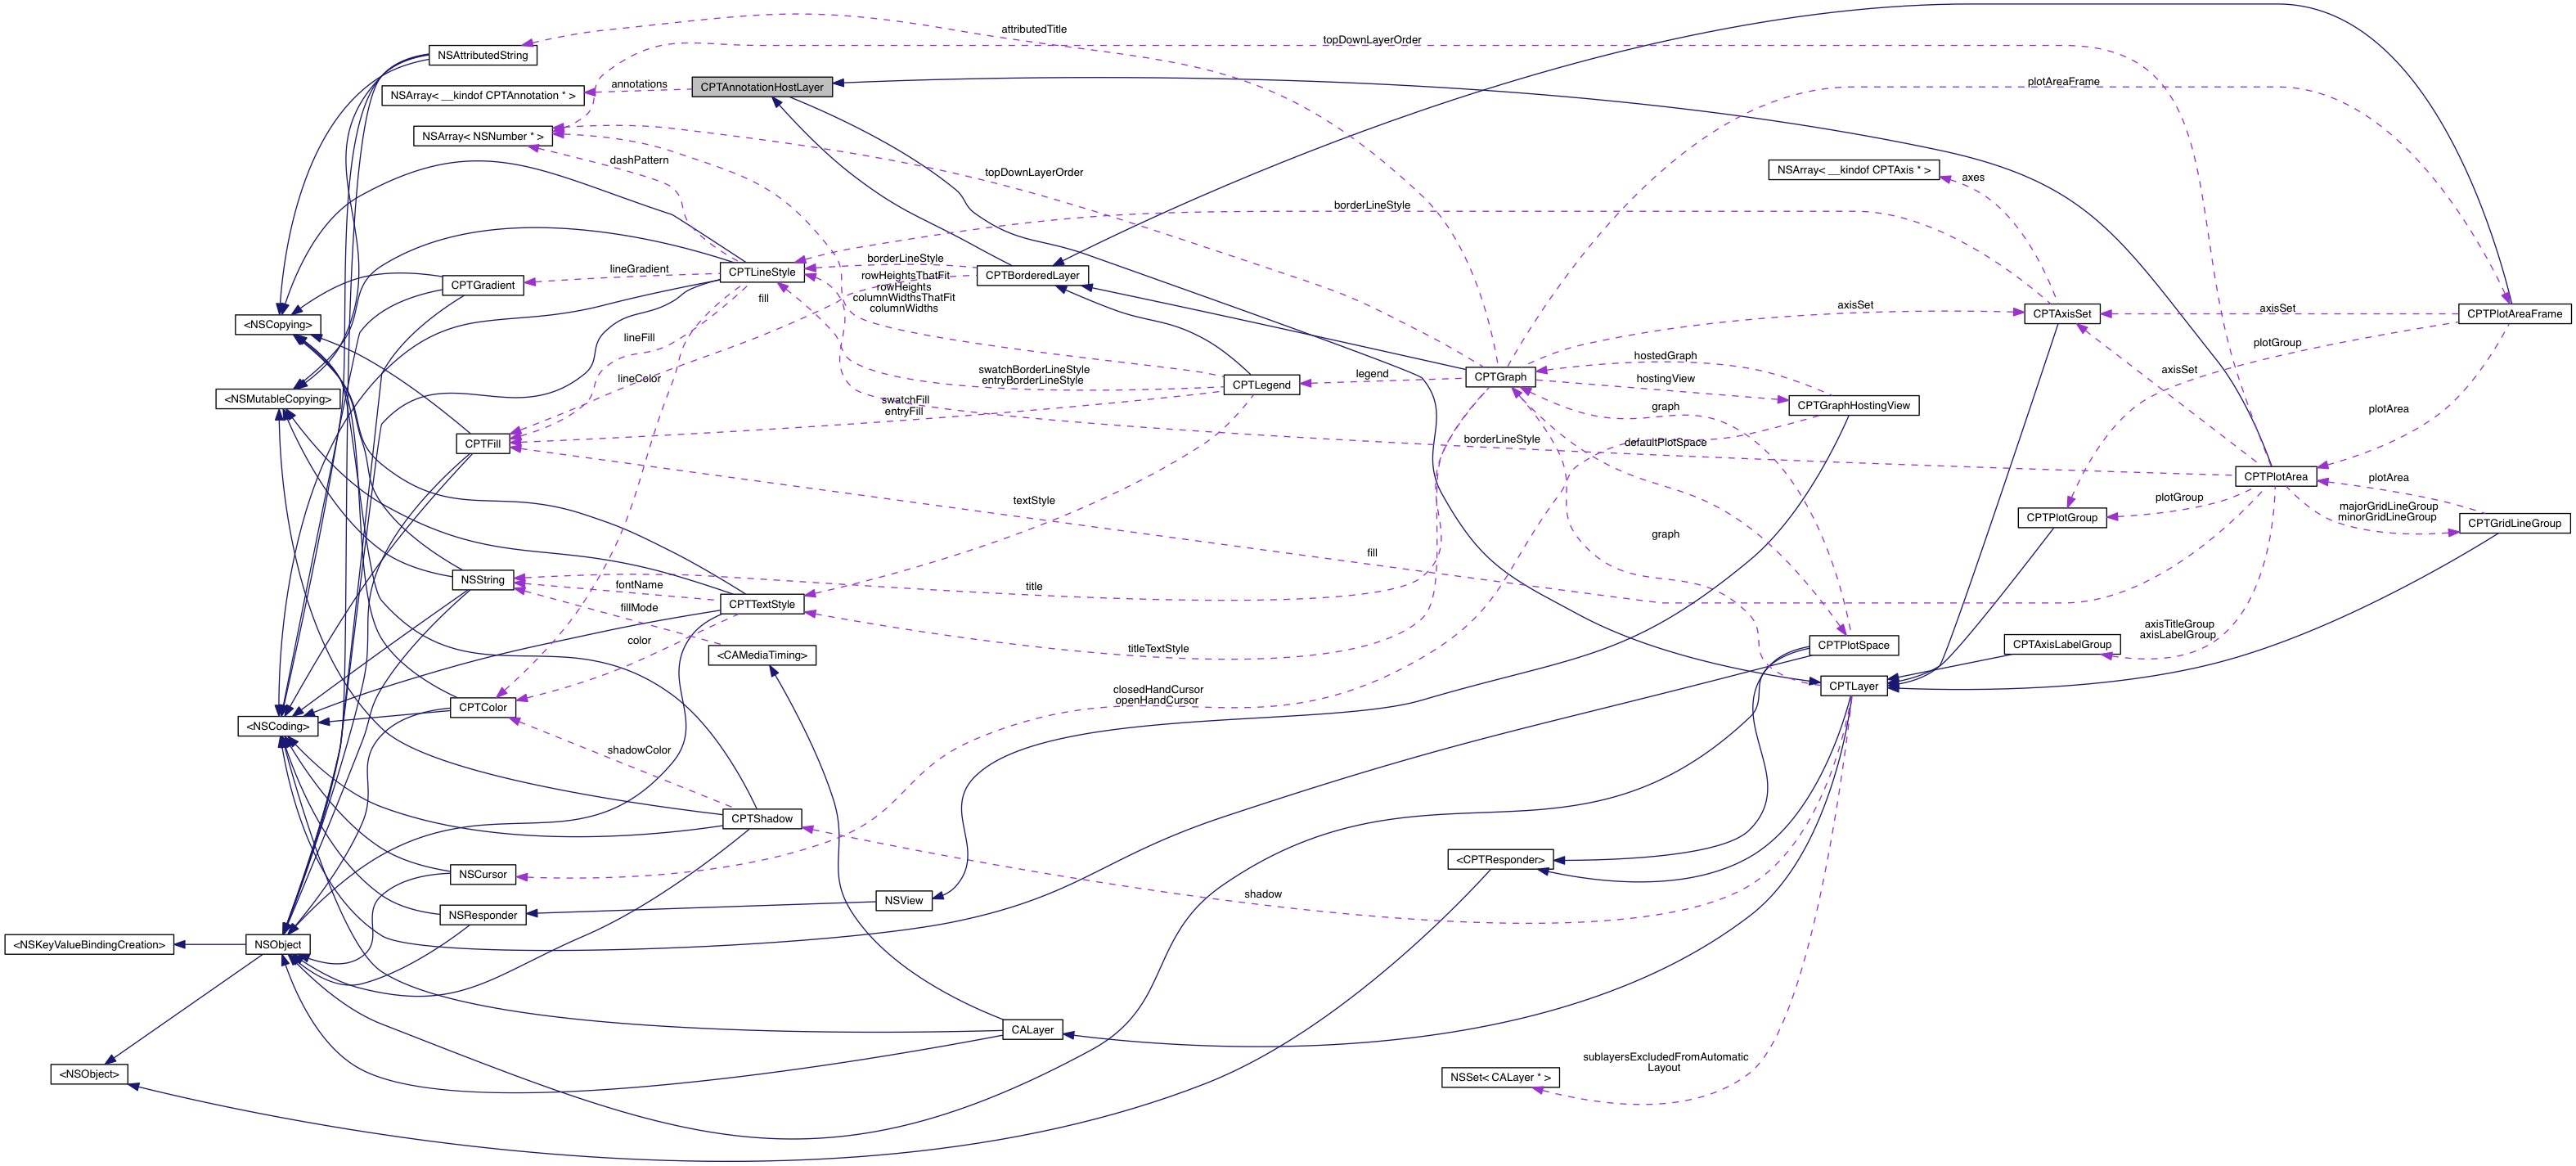 attributedTitle
topDownLayerOrder
NSAttributedString
plotAreaFrame
annotations
CPTAnnotationHostLayer
NSArray< __kindof CPTAnnotation * >
NSArray< NSNumber * >
dashPattern
topDownLayerOrder
NSArray< __kindof CPTAxis * >
axes
borderLineStyle
borderLineStyle
lineGradient
CPTLineStyle
CPTBorderedLayer
rowHeightsThatFit
rowHeights
columnWidthsThatFit
columnWidths
CPTGradient
fill
axisSet
CPTAxisSet
axisSet
CPTPlotAreaFrame
<NSCopying>
lineFill
plotGroup
hostedGraph
axisSet
swatchBorderLineStyle
entryBorderLineStyle
legend
CPTGraph
hostingView
lineColor
CPTLegend
<NSMutableCopying>
swatchFill
entryFill
graph
CPTGraphHostingView
plotArea
CPTFill
borderLineStyle
defaultPlotSpace
CPTPlotArea
plotArea
textStyle
plotGroup
majorGridLineGroup
minorGridLineGroup
CPTPlotGroup
CPTGridLineGroup
graph
fill
NSString
fontName
title
CPTTextStyle
fillMode
axisTitleGroup
axisLabelGroup
color
titleTextStyle
<CAMediaTiming>
CPTPlotSpace
CPTAxisLabelGroup
CPTLayer
closedHandCursor
openHandCursor
CPTColor
<NSCoding>
shadowColor
CPTShadow
<CPTResponder>
NSCursor
shadow
NSView
NSResponder
<NSKeyValueBindingCreation>
NSObject
CALayer
sublayersExcludedFromAutomatic
Layout
<NSObject>
NSSet< CALayer * >